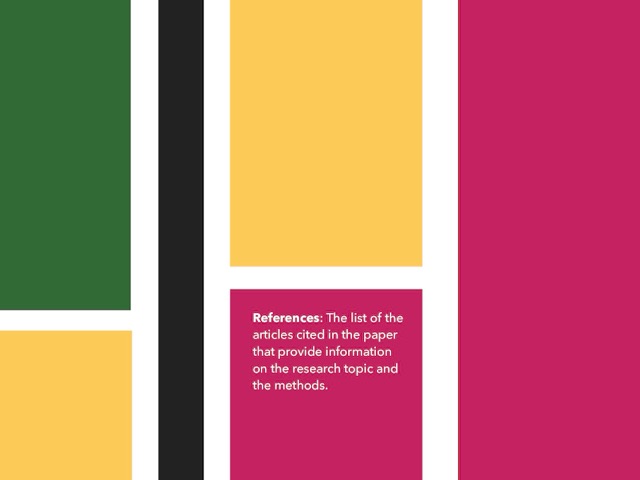 References: The list of the
articles cited in the paper
that provide information
on the research topic and
the methods.